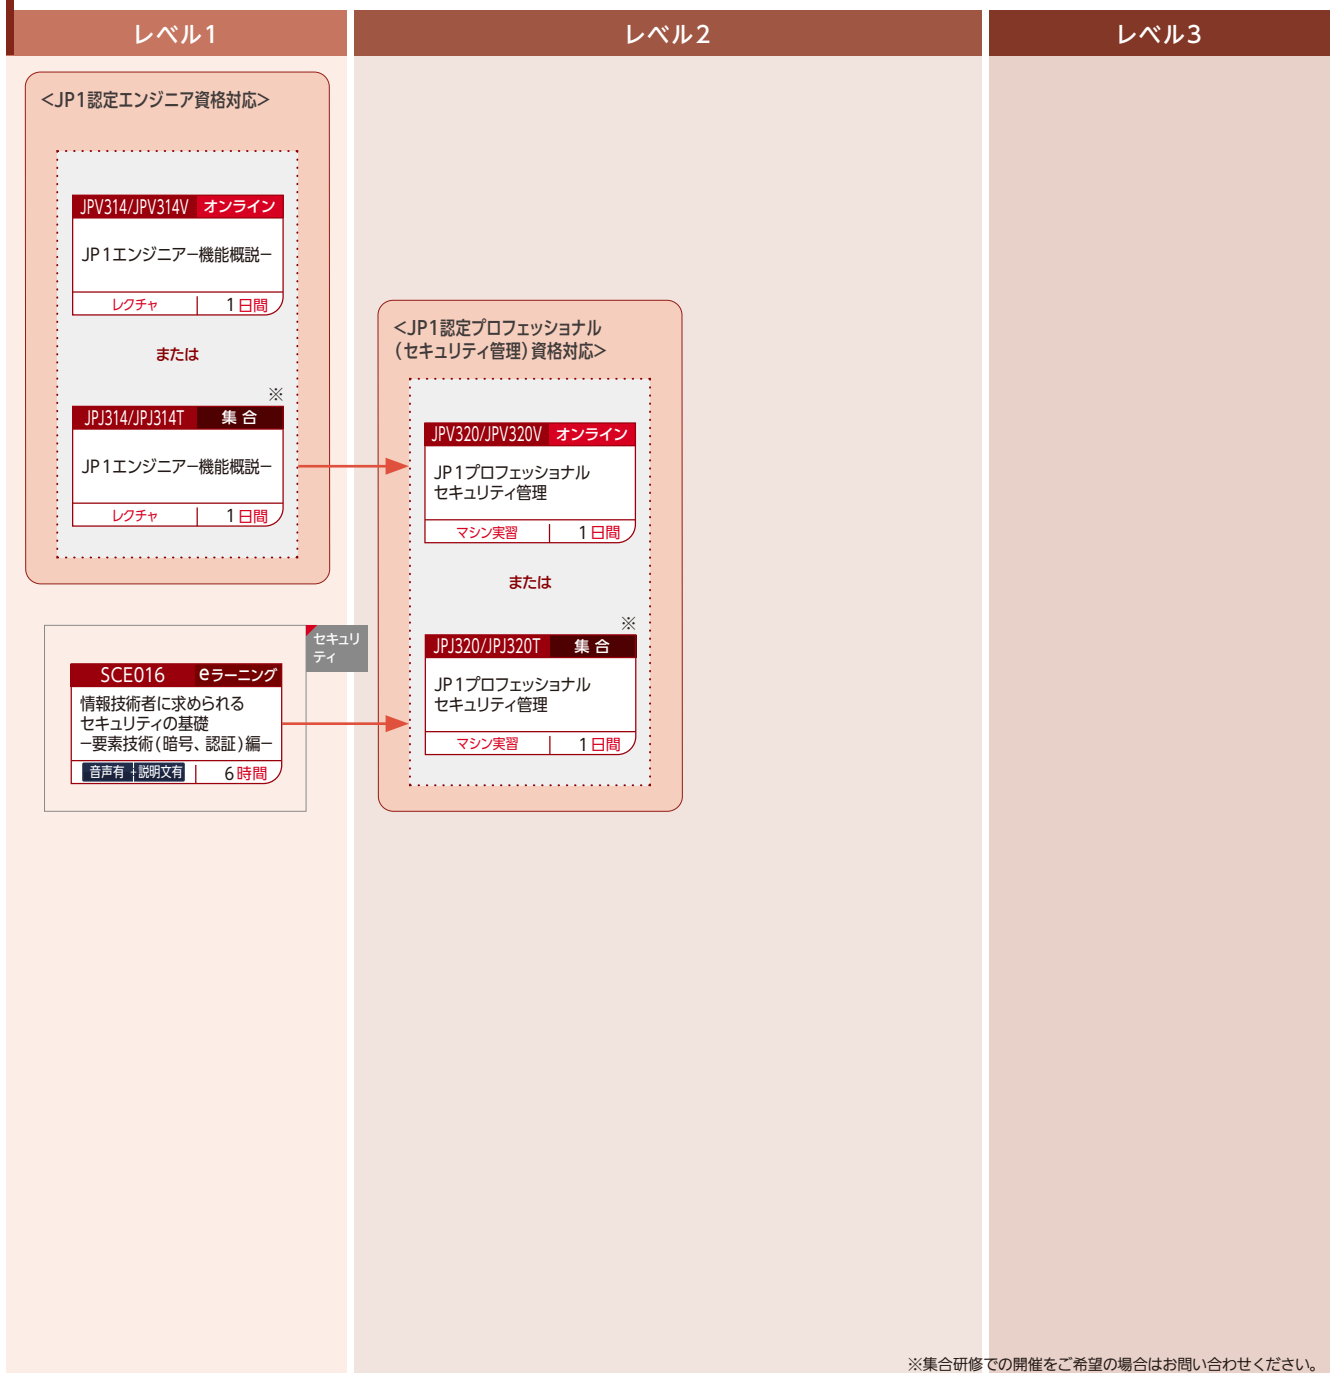 レベル1
レベル2
レベル3
<JP1認定エンジニア資格対応>
JPV314/JPV314V オンライン
JP1エンジニアー機能概説ー
レクチャ 1日間
または
※
JPJ314/JPJ314T 集合
JP1エンジニアー機能概説ー
レクチャ 1日間
セキュリ
ティ
SCE016 eラーニング
情報技術者に求められる
セキュリティの基礎
ー要素技術(暗号、認証)編ー
音声有+説明文有 6時間
<JP1認定プロフェッショナル
(セキュリティ管理)資格対応>
JPV320/JPV320V オンライン
JP1プロフェッショナル
セキュリティ管理
マシン実習 1日間
または
※
JPJ320/JPJ320T 集合
JP1プロフェッショナル
セキュリティ管理
マシン実習 1日間
※集合研修での開催をご希望の場合はお問い合わせください。